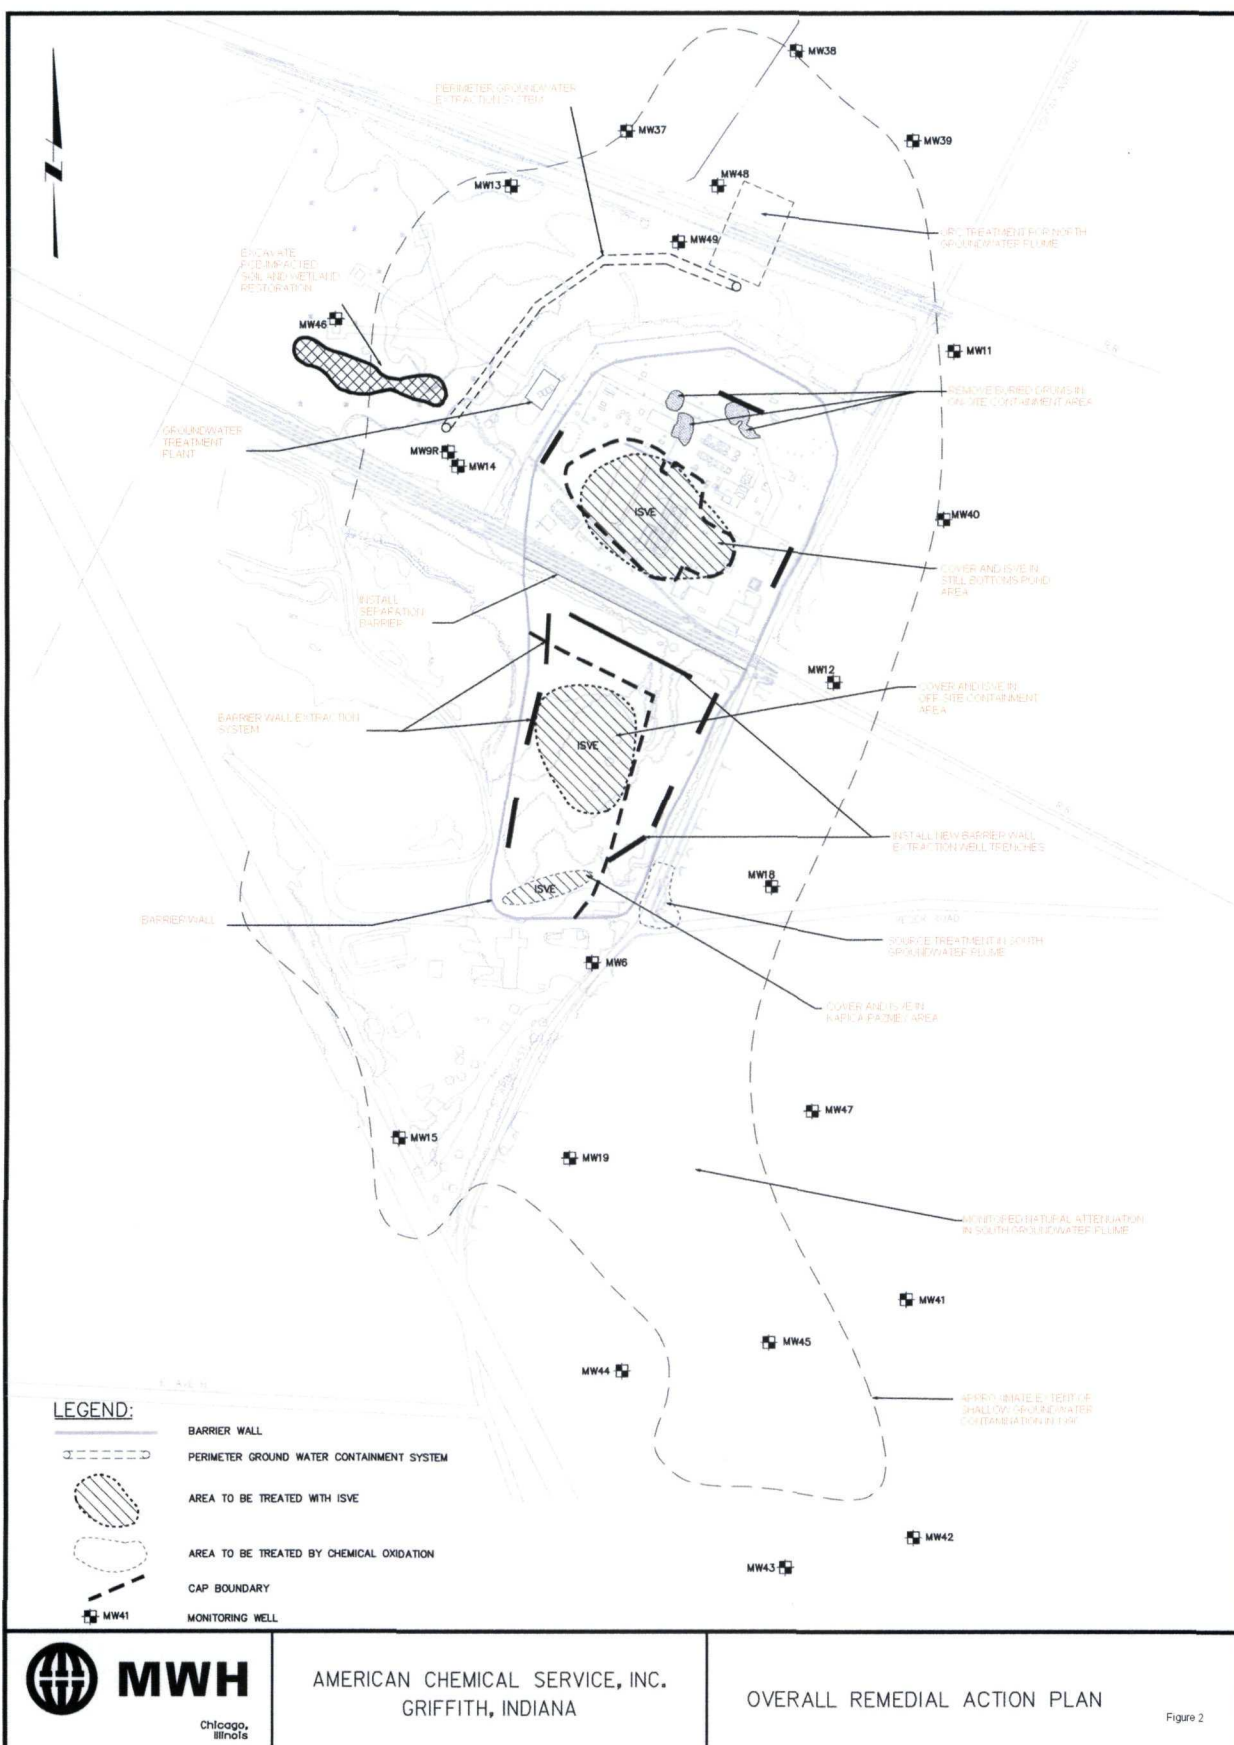 MW38
PERIMETER GROUNDWATER
EXTRACTION SYSTEM
MW37
MW39
MW13
MW48
ORC TREATMENT FOR NORTH
GROUNDWATER PLUME
MW49
EXCAVATE
PCB-IMPACTED
SOIL AND WETLAND
RESTORATION
MW46
MW11
REMOVE BURIED DRUMS IN
ON-SITE CONTAINMENT AREA
GROUNDWATER
TREATMENT
PLANT
MW9R
MW14
ISVE
MW40
COVER AND ISVE IN
STILL BOTTOMS POND
AREA
INSTALL
SEPARATION
BARRIER
MW12
COVER AND ISVE IN
OFF-SITE CONTAINMENT
AREA
BARRIER WALL EXTRACTION
SYSTEM
ISVE
INSTALL NEW BARRIER WALL
EXTRACTION WELL TRENCHES
MW18
ISVE
BARRIER WALL
SOURCE TREATMENT IN SOUTH
GROUNDWATER PLUME
MW6
COVER AND ISVE IN
KAPICA-PAZMEY AREA
MW47
MW15
MW19
MONITORED NATURAL ATTENUATION
IN SOUTH GROUNDWATER PLUME
MW41
MW45
MW44
APPROXIMATE EXTENT OF
SHALLOW GROUNDWATER
CONTAMINATION IN
MW42
MW43
LEGEND:
BARRIER WALL
PERIMETER GROUND WATER CONTAINMENT SYSTEM
AREA TO BE TREATED WITH ISVE
AREA TO BE TREATED BY CHEMICAL OXIDATION
CAP BOUNDARY
MW41 MONITORING WELL
MWH
Chicago,
Illinois
AMERICAN CHEMICAL SERVICE, INC.
GRIFFITH, INDIANA
OVERALL REMEDIAL ACTION PLAN
Figure 2